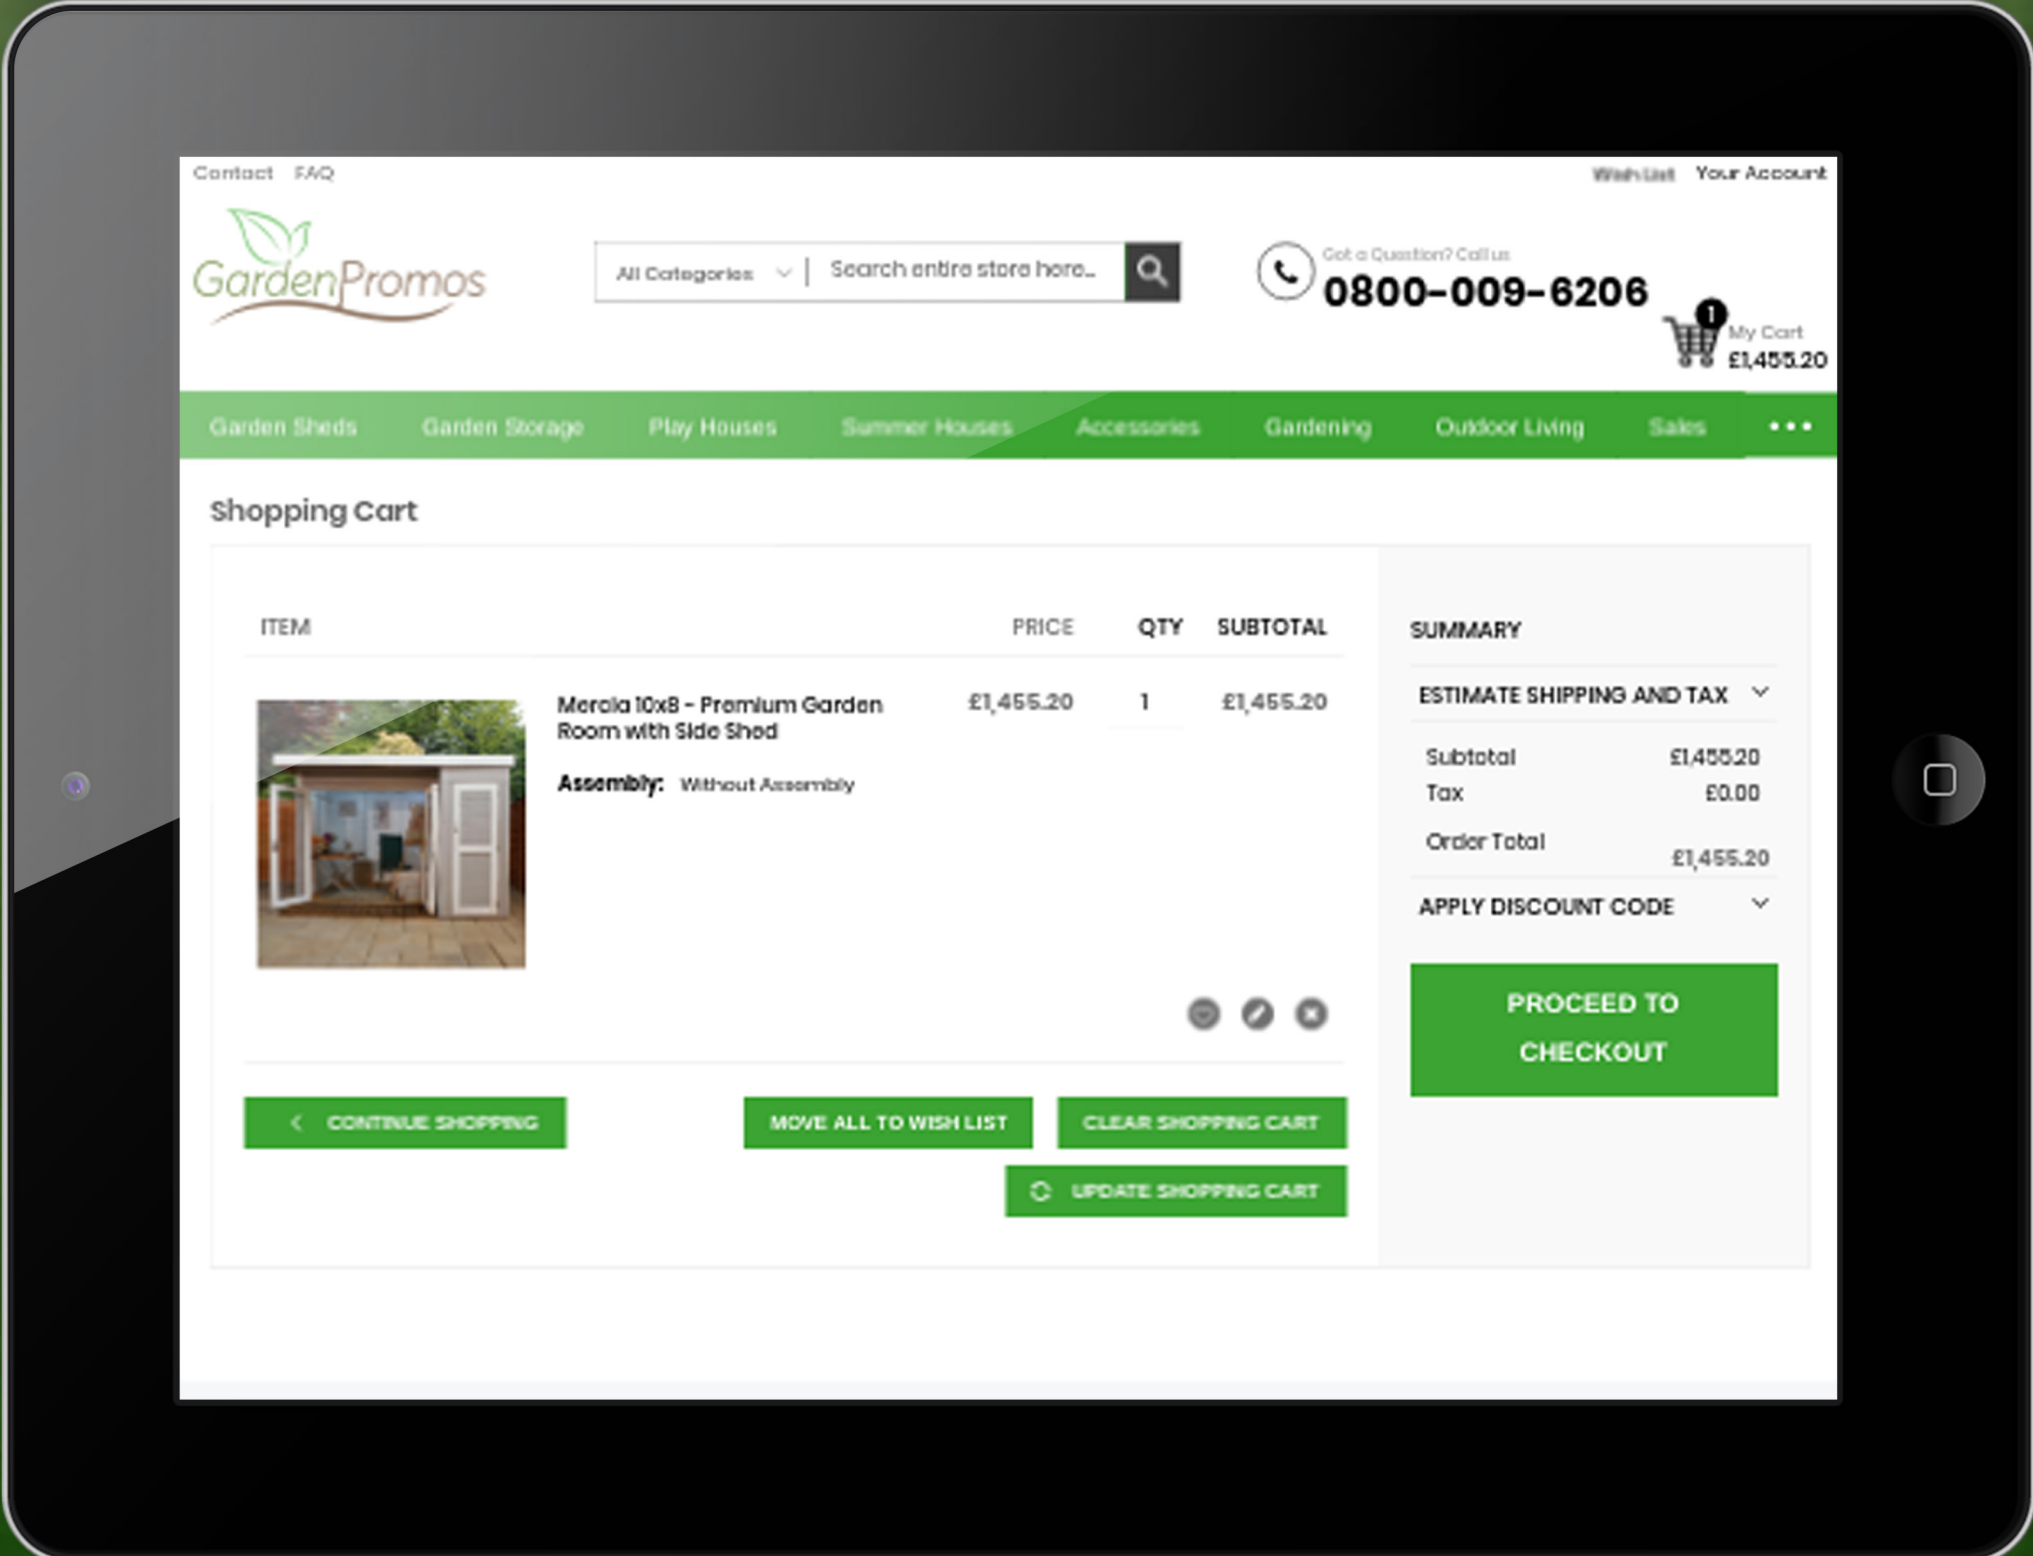 Contact FAQ
Wish List Your Account
GardenPromos
All Categories
Search entire store here...
Got a Question? Call us
0800-009-6206
1
My Cart
£1,455.20
Garden Sheds Garden Storage Play Houses Summer Houses Accessories Gardening Outdoor Living Sales
Shopping Cart
ITEM PRICE QTY SUBTOTAL
Merola 10x8 - Premium Garden
Room with Side Shed
£1,455.20 1 £1,455.20
Assembly: Without Assembly
CONTINUE SHOPPING
MOVE ALL TO WISH LIST
CLEAR SHOPPING CART
UPDATE SHOPPING CART
SUMMARY
ESTIMATE SHIPPING AND TAX
Subtotal £1,455.20
Tax £0.00
Order Total £1,455.20
APPLY DISCOUNT CODE
PROCEED TO
CHECKOUT